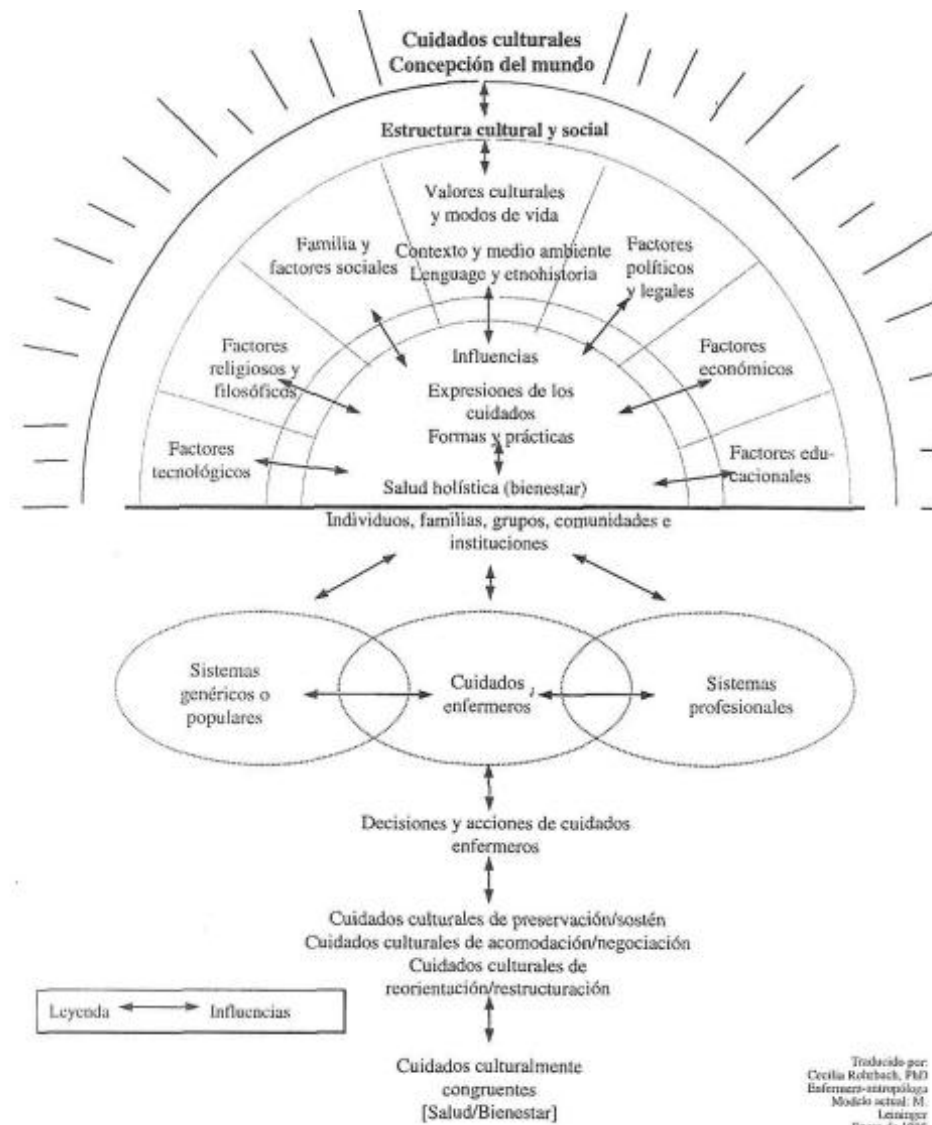 Cuidados culturales
Concepción del mundo
Estructura cultural y social
Valores culturales
y modos de vida
Familia y
factores sociales
Contexto y medio ambiente
Lenguage y etnohistoria
Factores
políticos
y legales
Factores
religiosos y
filosóficos
Influencias
Factores
económicos
Expresiones de los
cuidados
Formas y prácticas
Factores
tecnológicos
Factores edu-
cacionales
Salud holística (bienestar)
Individuos, familias, grupos, comunidades e
instituciones
Sistemas
genéricos o
populares
Cuidados
enfermeros
Sistemas
profesionales
Decisiones y acciones de cuidados
enfermeros
Cuidados culturales de preservación/sostén
Cuidados culturales de acomodación/negociación
Cuidados culturales de
reorientación/restructuración
Leyenda Influencias
Cuidados culturalmente
congruentes
[Salud/Bienestar]
Traducido por:
Cecilia Rohrbach, PhD
Enfermera-antropóloga
Modelo actual: M.
Leininger